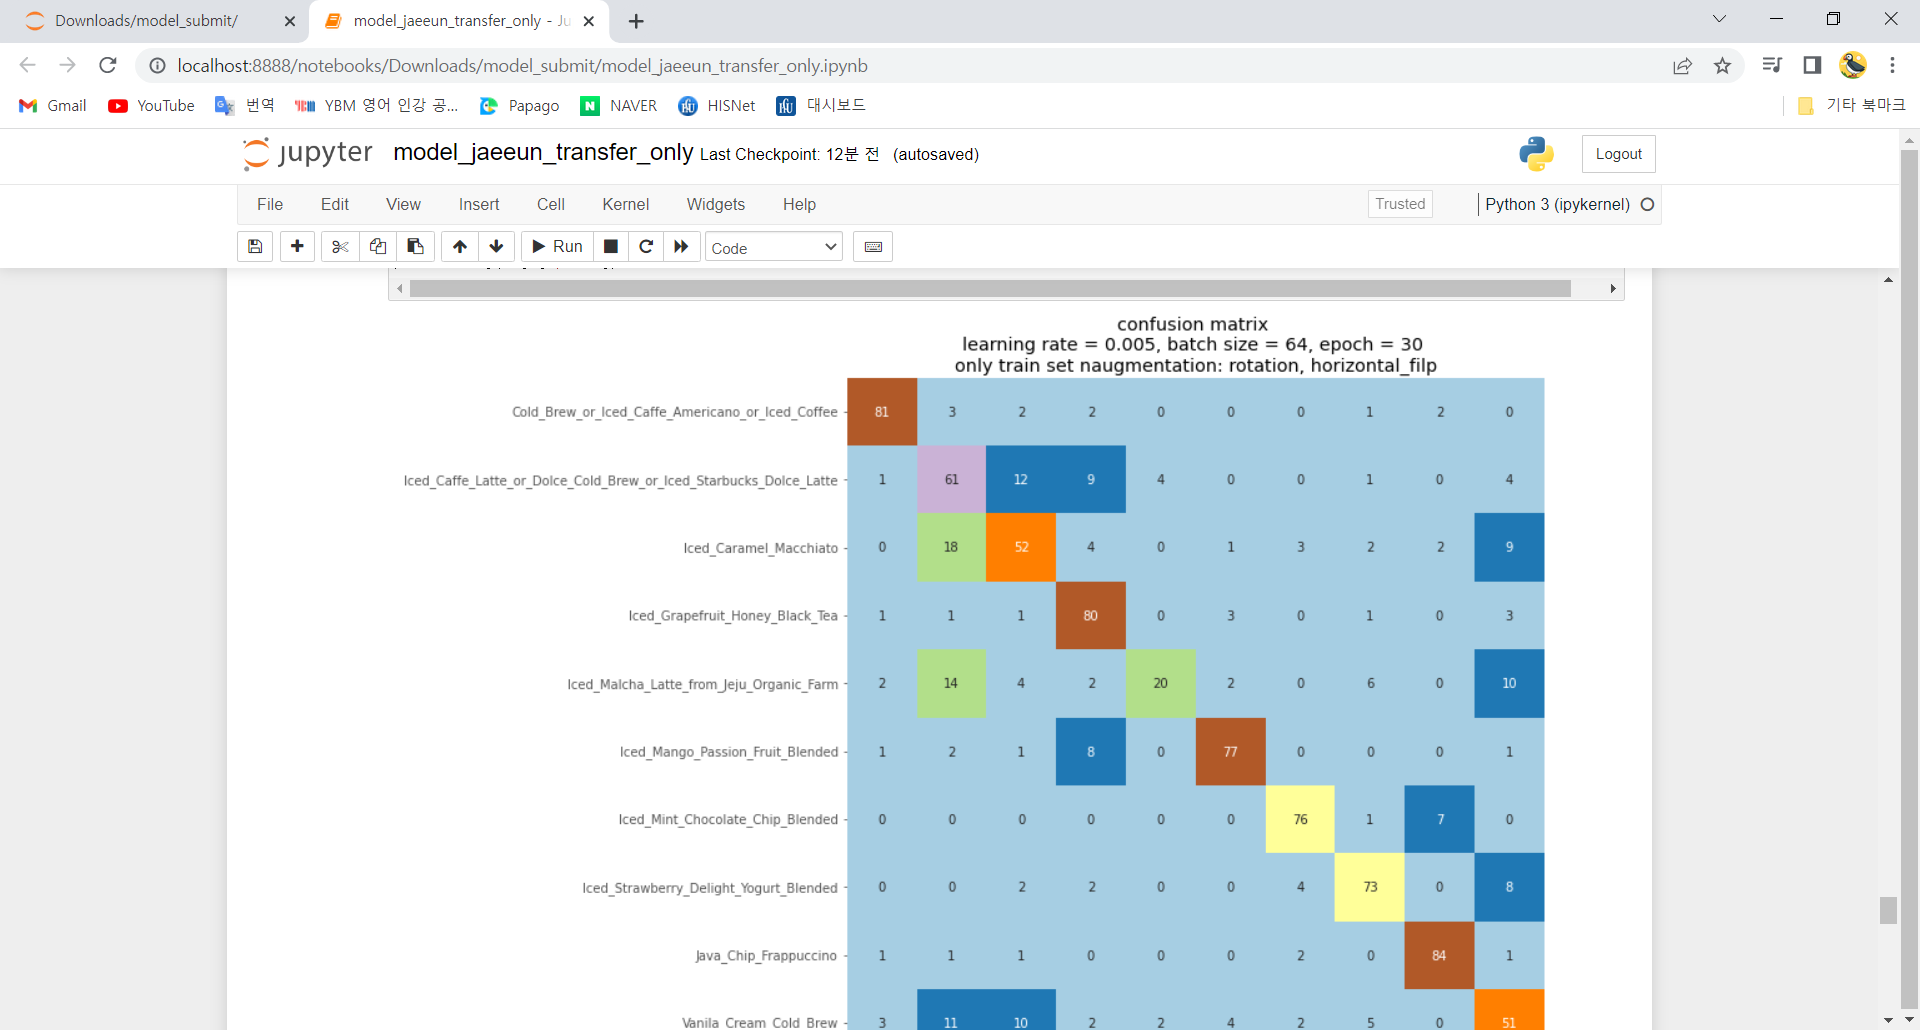 Downloads/model_submit/
model_jaeeun_transfer_only - Ju
localhost:8888/notebooks/Downloads/model_submit/model_jaeeun_transfer_only.ipynb
Gmail YouTube 번역 YBM 영어 인강 공... Papago NAVER HISNet 대시보드 기타 북마크
jupyter model_jaeeun_transfer_only Last Checkpoint: 12분 전 (autosaved) Logout
File Edit View Insert Cell Kernel Widgets Help Trusted Python 3 (ipykernel)
Run Code
confusion matrix
learning rate = 0.005, batch size = 64, epoch = 30
only train set naugmentation: rotation, horizontal_filp
Cold_Brew_or_Iced_Caffe_Americano_or_Iced_Coffee 81 3 2 2 0 0 0 1 2 0
Iced_Caffe_Latte_or_Dolce_Cold_Brew_or_Iced_Starbucks_Dolce_Latte 1 61 12 9 4 0 0 1 0 4
Iced_Caramel_Macchiato 0 18 52 4 0 1 3 2 2 9
Iced_Grapefruit_Honey_Black_Tea 1 1 1 80 0 3 0 1 0 3
Iced_Malcha_Latte_from_Jeju_Organic_Farm 2 14 4 2 20 2 0 6 0 10
Iced_Mango_Passion_Fruit_Blended 1 2 1 8 0 77 0 0 0 1
Iced_Mint_Chocolate_Chip_Blended 0 0 0 0 0 0 76 1 7 0
Iced_Strawberry_Delight_Yogurt_Blended 0 0 2 2 0 0 4 73 0 8
Java_Chip_Frappuccino 1 1 1 0 0 0 2 0 84 1
Vanila_Cream_Cold_Brew 3 11 10 2 2 4 2 5 0 51